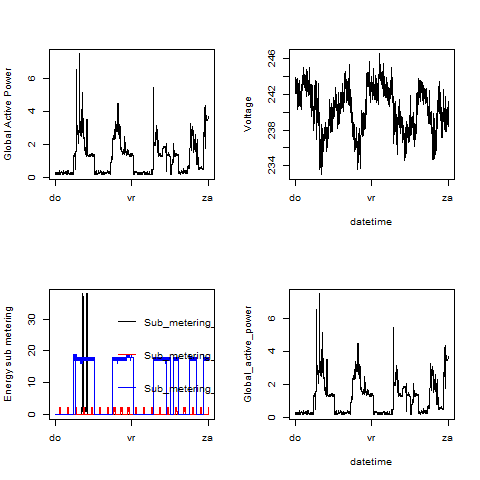 Global Active Power
0 2 4 6
do vr za
Voltage
234 238 242 246
do vr za
datetime
Energy sub metering
0 10 20 30
Sub_metering_
Sub_metering_
Sub_metering_
do vr za
Global_active_power
0 2 4 6
do vr za
datetime